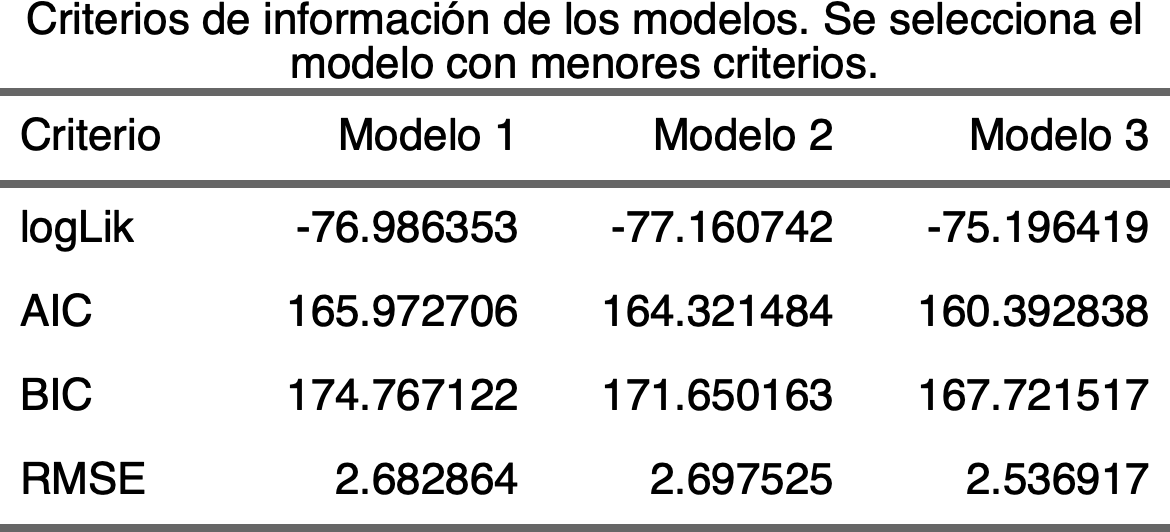 Criterios de información de los modelos. Se selecciona el
modelo con menores criterios.
Criterio Modelo 1 Modelo 2 Modelo 3
logLik -76.986353 -77.160742 -75.196419
AIC 165.972706 164.321484 160.392838
BIC 174.767122 171.650163 167.721517
RMSE 2.682864 2.697525 2.536917